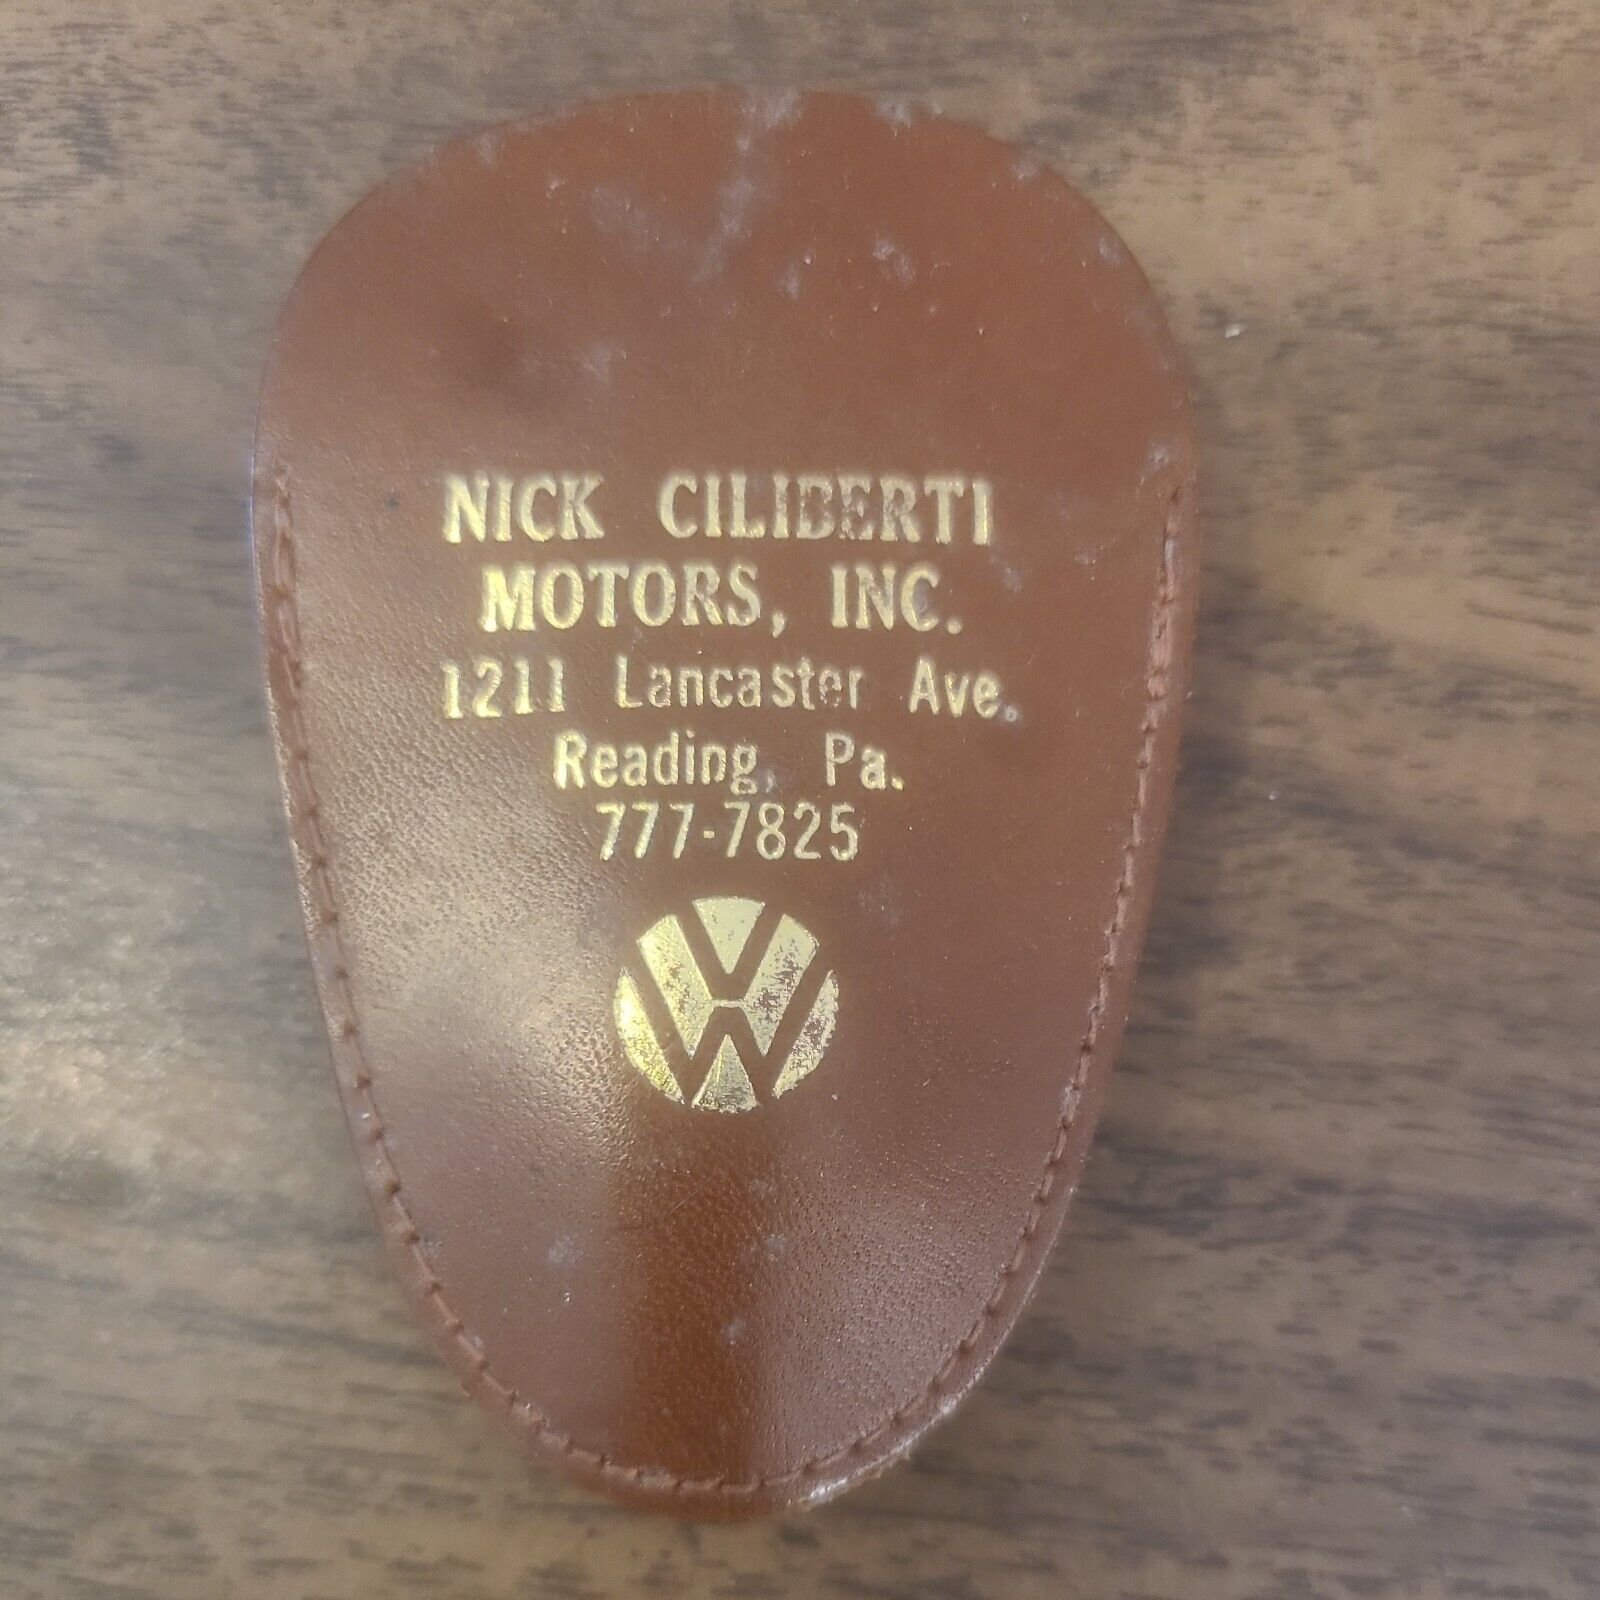 NICK CILIBERTI
MOTORS, INC.
1211 Lancaster Ave.
Reading, Pa.
777-7825
VW